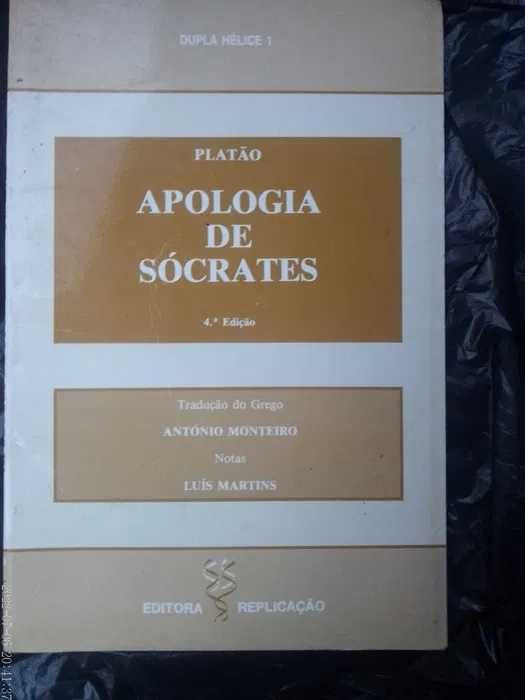 DUPLA HÉLICE 1
PLATÃO
APOLOGIA
DE
SÓCRATES
4.ª Edição
Tradução do Grego
ANTÓNIO MONTEIRO
Notas
LUÍS MARTINS
EDITORA REPLICAÇÃO